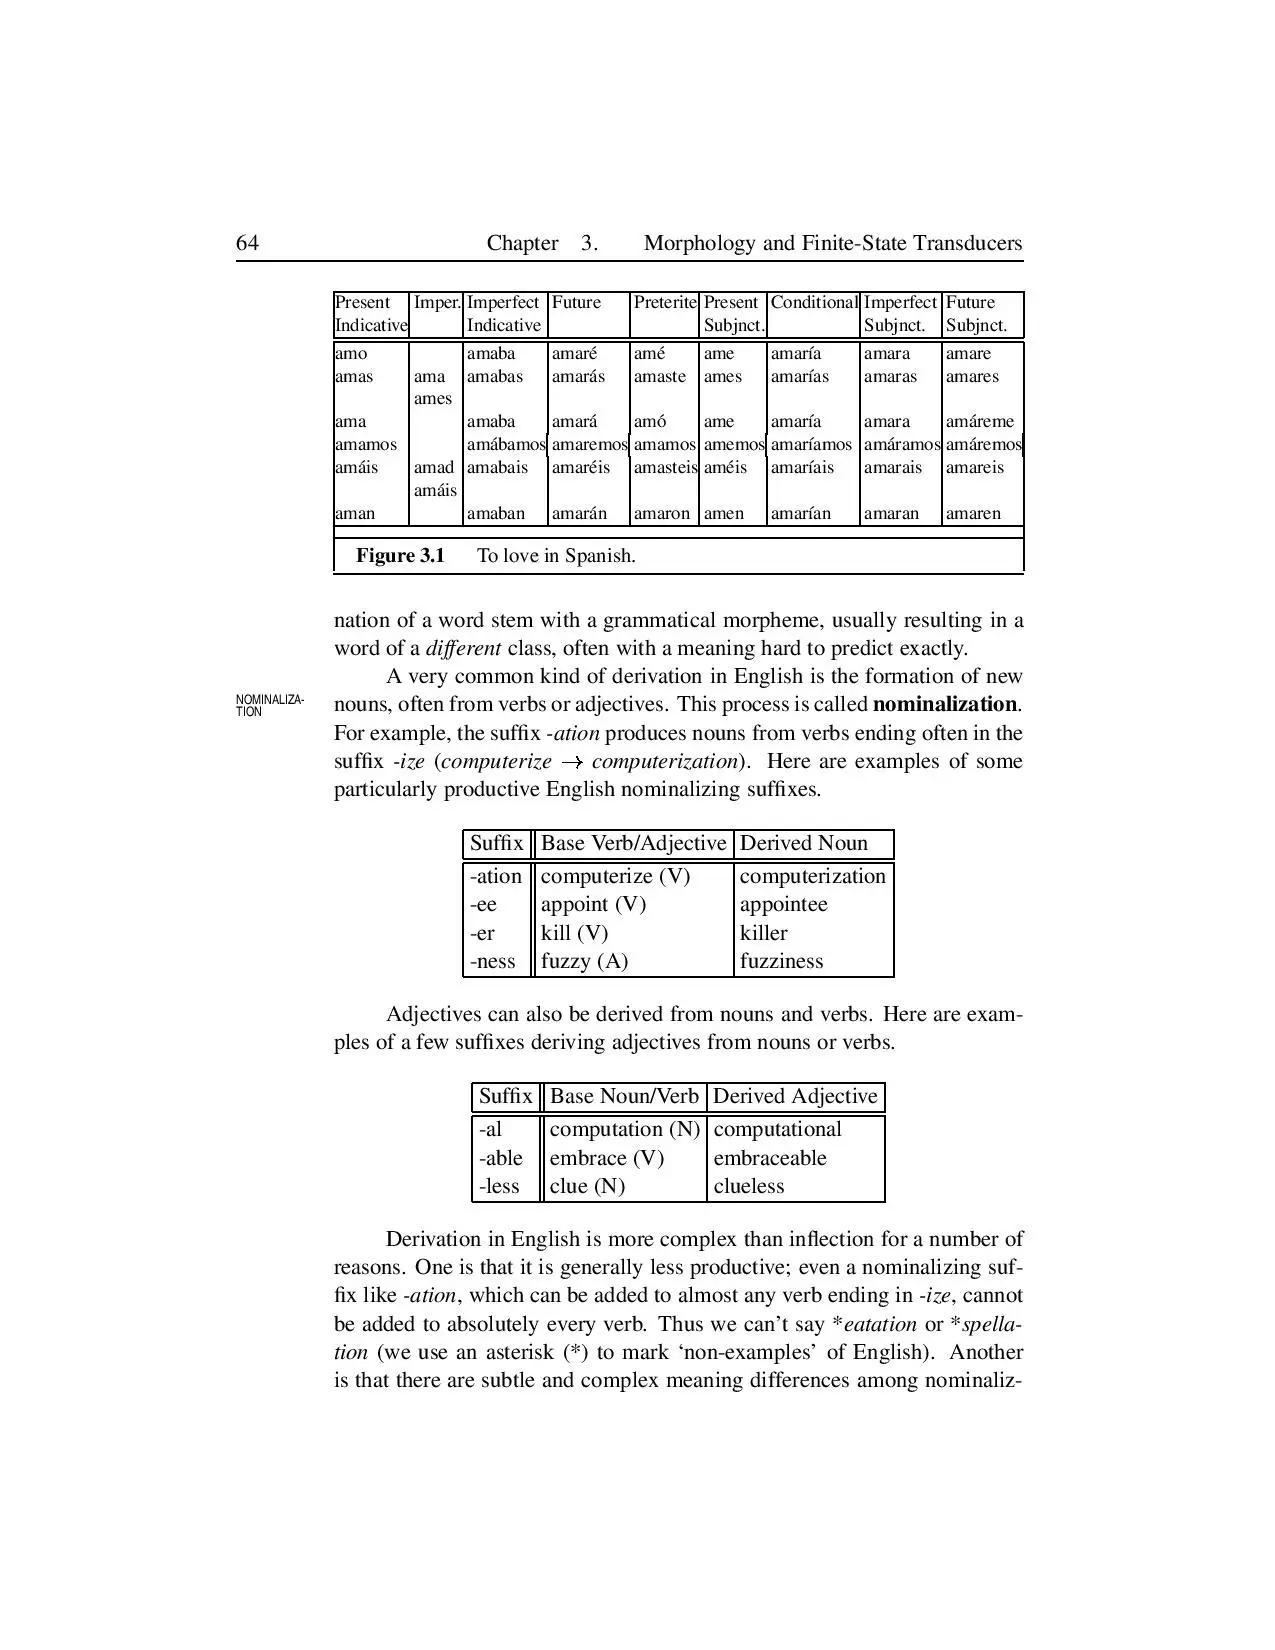 64 Chapter 3. Morphology and Finite-State Transducers
Present Imper. Imperfect Future Preterite Present Conditional Imperfect Future
Indicative Indicative Subjnct. Subjnct. Subjnct.
amo amaba amaré amé ame amaría amara amare
amas ama amabas amarás amaste ames amarías amaras amares
ames
ama amaba amará amó ame amaría amara amáreme
amamos amábamos amaremos amamos amemos amaríamos amáramos amáremos
amáis amad amabais amaréis amasteis améis amaríais amarais amareis
amáis
aman amaban amarán amaron amen amarían amaran amaren
Figure 3.1 To love in Spanish.
nation of a word stem with a grammatical morpheme, usually resulting in a
word of a different class, often with a meaning hard to predict exactly.
A very common kind of derivation in English is the formation of new
NOMINALIZA-
TION
nouns, often from verbs or adjectives. This process is called nominalization.
For example, the suffix -ation produces nouns from verbs ending often in the
suffix -ize (computerize → computerization). Here are examples of some
particularly productive English nominalizing suffixes.
Suffix Base Verb/Adjective Derived Noun
-ation computerize (V) computerization
-ee appoint (V) appointee
-er kill (V) killer
-ness fuzzy (A) fuzziness
Adjectives can also be derived from nouns and verbs. Here are exam-
ples of a few suffixes deriving adjectives from nouns or verbs.
Suffix Base Noun/Verb Derived Adjective
-al computation (N) computational
-able embrace (V) embraceable
-less clue (N) clueless
Derivation in English is more complex than inflection for a number of
reasons. One is that it is generally less productive; even a nominalizing suf-
fix like -ation, which can be added to almost any verb ending in -ize, cannot
be added to absolutely every verb. Thus we can't say *eatation or *spella-
tion (we use an asterisk (*) to mark ‘non-examples’ of English). Another
is that there are subtle and complex meaning differences among nominaliz-